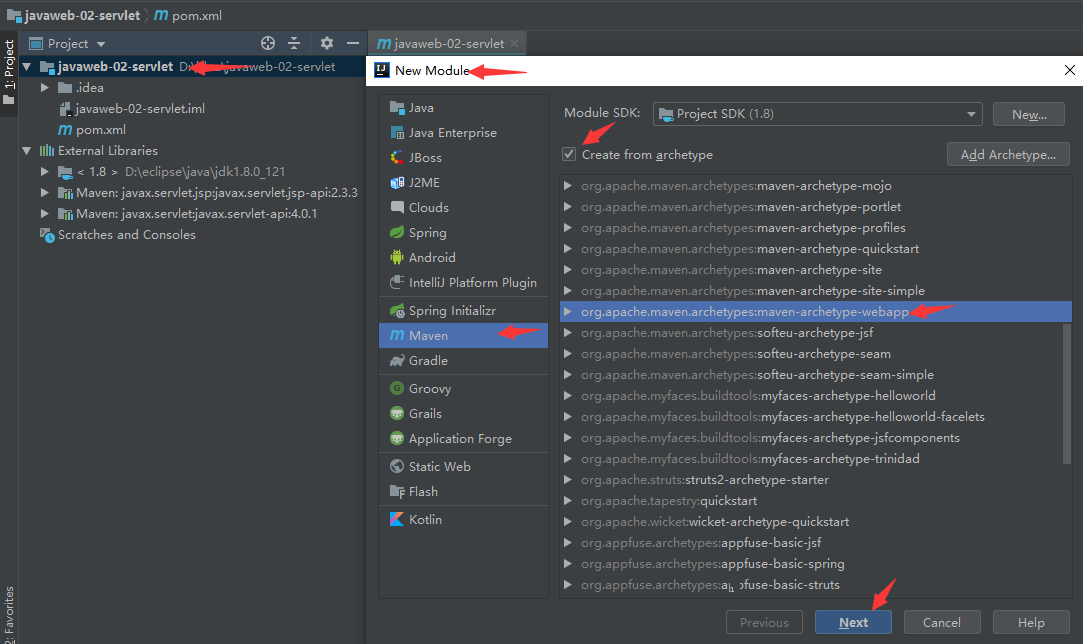 javaweb-02-servlet
pom.xml
1: Project
Project
javaweb-02-servlet
javaweb-02-servlet javaweb-02-servlet
.idea
javaweb-02-servlet.iml
pom.xml
External Libraries
< 1.8 > D:\eclipse\java\jdk1.8.0_121
Maven: javax.servlet.jsp:javax.servlet.jsp-api:2.3.3
Maven: javax.servlet:javax.servlet-api:4.0.1
Scratches and Consoles
2: Favorites
New Module
Java
Java Enterprise
JBoss
J2ME
Clouds
Spring
Android
IntelliJ Platform Plugin
Spring Initializr
Maven
Gradle
Groovy
Grails
Application Forge
Static Web
Flash
Kotlin
Module SDK: Project SDK (1.8) New...
Create from archetype Add Archetype...
org.apache.maven.archetypes:maven-archetype-mojo
org.apache.maven.archetypes:maven-archetype-portlet
org.apache.maven.archetypes:maven-archetype-profiles
org.apache.maven.archetypes:maven-archetype-quickstart
org.apache.maven.archetypes:maven-archetype-site
org.apache.maven.archetypes:maven-archetype-site-simple
org.apache.maven.archetypes:maven-archetype-webapp
org.apache.maven.archetypes:softeu-archetype-jsf
org.apache.maven.archetypes:softeu-archetype-seam
org.apache.maven.archetypes:softeu-archetype-seam-simple
org.apache.myfaces.buildtools:myfaces-archetype-helloworld
org.apache.myfaces.buildtools:myfaces-archetype-helloworld-facelets
org.apache.myfaces.buildtools:myfaces-archetype-jsfcomponents
org.apache.myfaces.buildtools:myfaces-archetype-trinidad
org.apache.struts:struts2-archetype-starter
org.apache.tapestry:quickstart
org.apache.wicket:wicket-archetype-quickstart
org.appfuse.archetypes:appfuse-basic-jsf
org.appfuse.archetypes:appfuse-basic-spring
org.appfuse.archetypes:appfuse-basic-struts
Previous Next Cancel Help